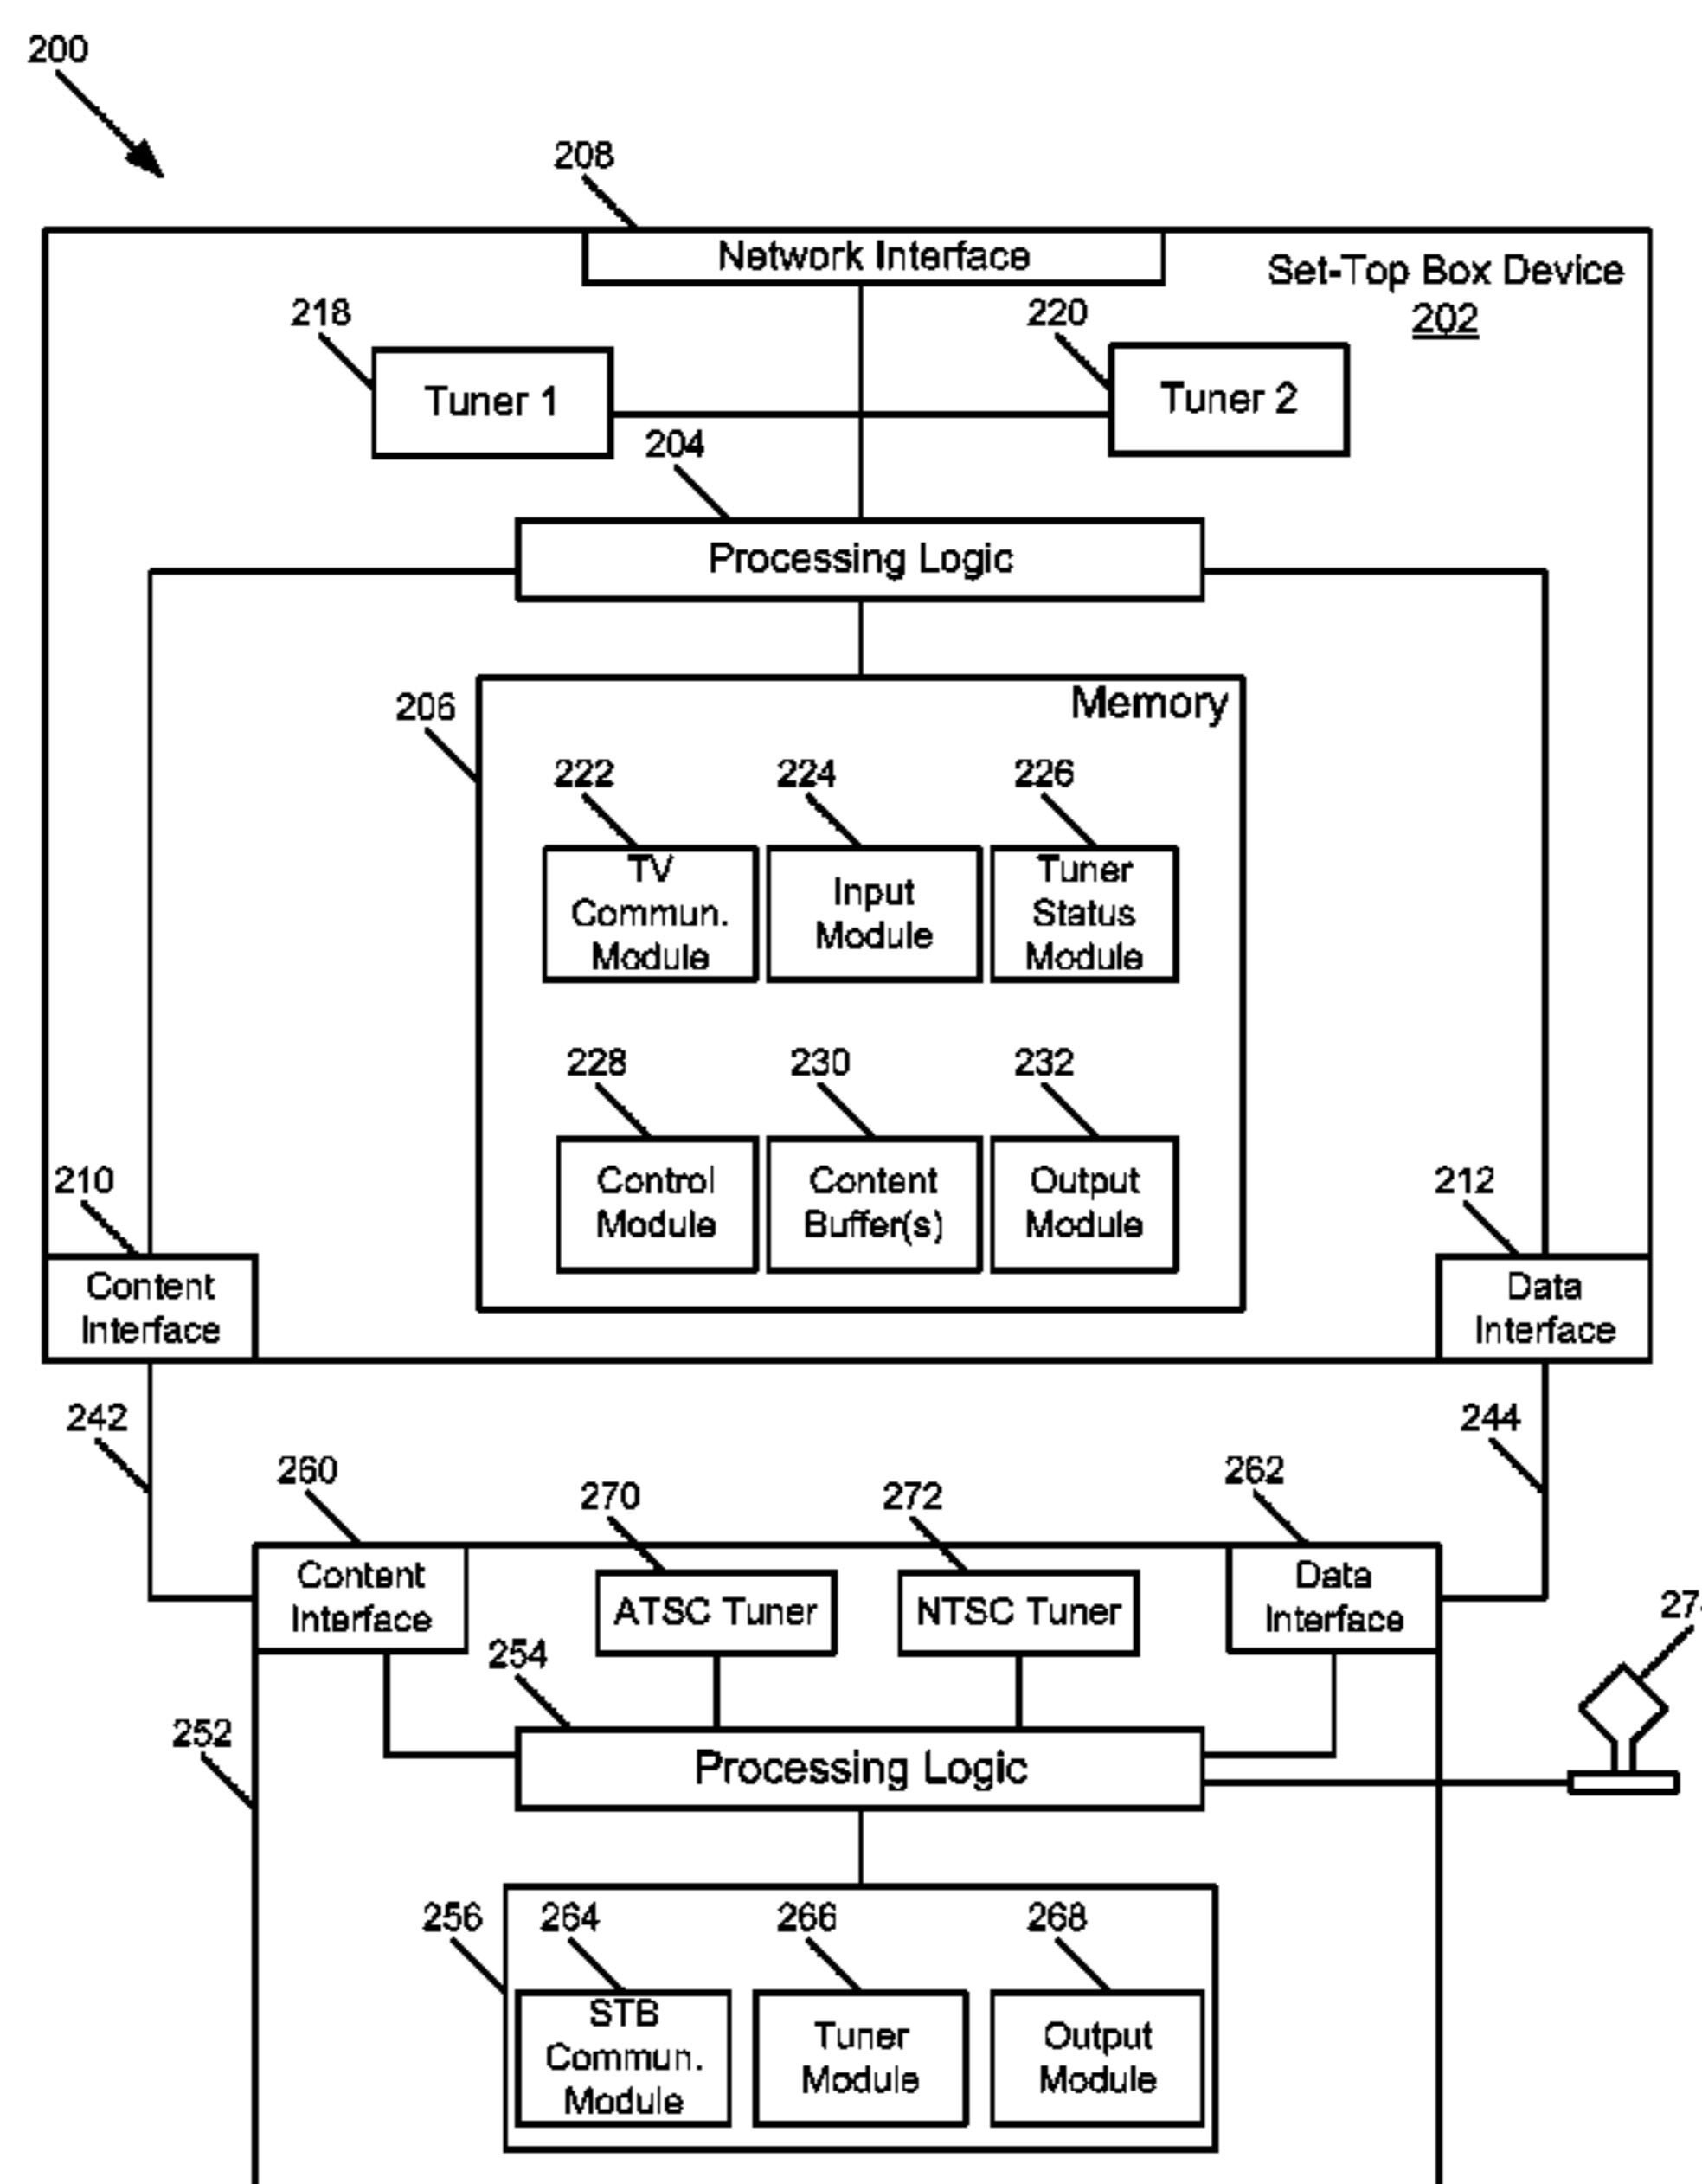 200
208
Network Interface
Set-Top Box Device
202
218
220
Tuner 1
Tuner 2
204
Processing Logic
206
Memory
222
224
226
TV
Commun.
Module
Input
Module
Tuner
Status
Module
228
230
232
Control
Module
Content
Buffer(s)
Output
Module
210
212
Content
Interface
Data
Interface
242
244
260
270
272
262
Content
Interface
ATSC Tuner
NTSC Tuner
Data
Interface
254
252
Processing Logic
256
264
266
268
STB
Commun.
Module
Tuner
Module
Output
Module